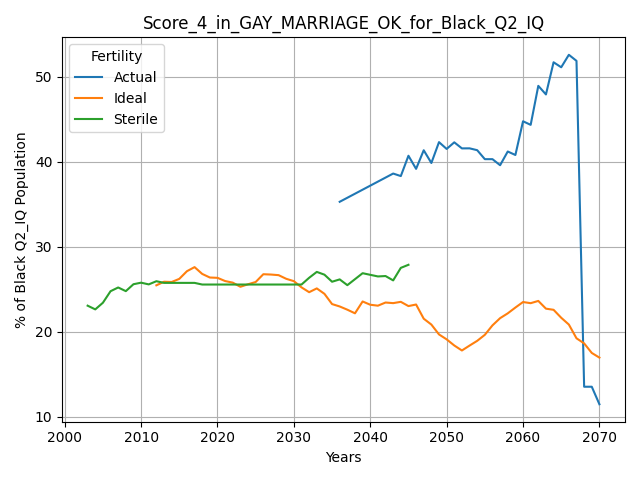 Score_4_in_GAY_MARRIAGE_OK_for_Black_Q2_IQ
Fertility
Actual
Ideal
Sterile
% of Black Q2_IQ Population
50
40
30
20
10
2000 2010 2020 2030 2040 2050 2060 2070
Years